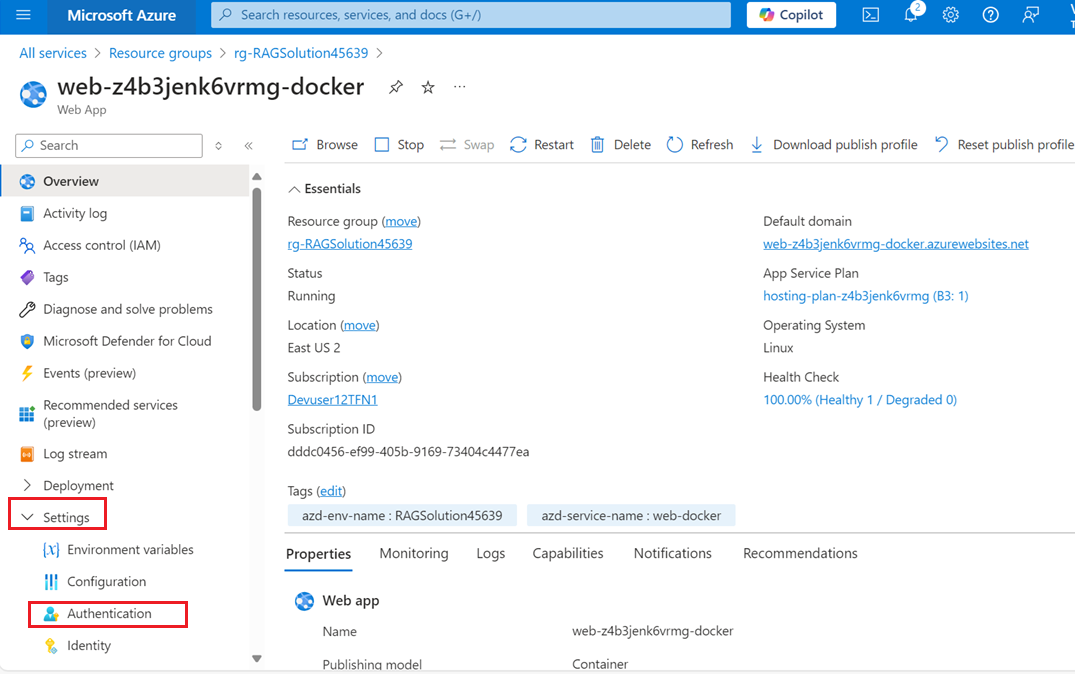 Microsoft Azure
Search resources, services, and docs (G+/)
Copilot
2
All services > Resource groups > rg-RAGSolution45639 >
web-z4b3jenk6vrmg-docker
Web App
Search
Browse
Stop
Swap
Restart
Delete
Refresh
Download publish profile
Reset publish profile
Overview
Activity log
Access control (IAM)
Tags
Diagnose and solve problems
Microsoft Defender for Cloud
Events (preview)
Recommended services
(preview)
Log stream
Deployment
Settings
Environment variables
Configuration
Authentication
Identity
Essentials
Resource group (move)
rg-RAGSolution45639
Status
Running
Location (move)
East US 2
Subscription (move)
Devuser12TFN1
Subscription ID
dddc0456-ef99-405b-9169-73404c4477ea
Tags (edit)
azd-env-name : RAGSolution45639
azd-service-name : web-docker
Default domain
web-z4b3jenk6vrmg-docker.azurewebsites.net
App Service Plan
hosting-plan-z4b3jenk6vrmg (B3: 1)
Operating System
Linux
Health Check
100.00% (Healthy 1 / Degraded 0)
Properties
Monitoring
Logs
Capabilities
Notifications
Recommendations
Web app
Name
web-z4b3jenk6vrmg-docker
Publishing model
Container